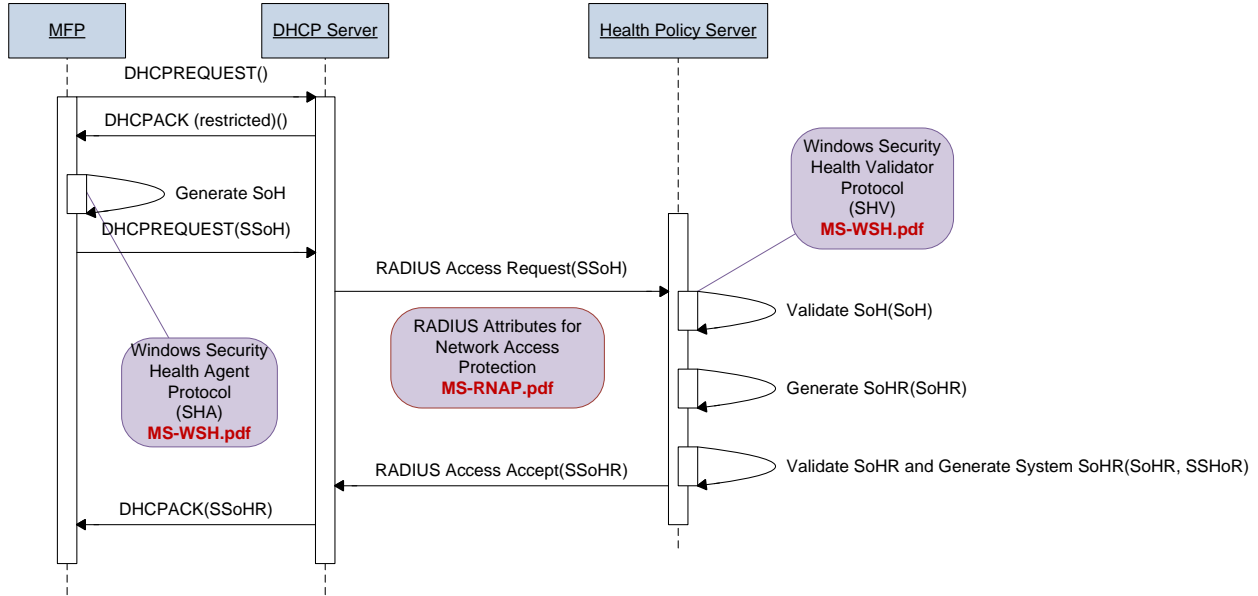 MFP
DHCP Server
Health Policy Server
DHCPREQUEST()
DHCPACK (restricted)()
Generate SoH
DHCPREQUEST(SSoH)
Windows Security
Health Validator
Protocol
(SHV)
MS-WSH.pdf
RADIUS Access Request(SSoH)
Validate SoH(SoH)
RADIUS Attributes for
Network Access
Protection
MS-RNAP.pdf
Windows Security
Health Agent
Protocol
(SHA)
MS-WSH.pdf
Generate SoHR(SoHR)
RADIUS Access Accept(SSoHR)
Validate SoHR and Generate System SoHR(SoHR, SSHoR)
DHCPACK(SSoHR)